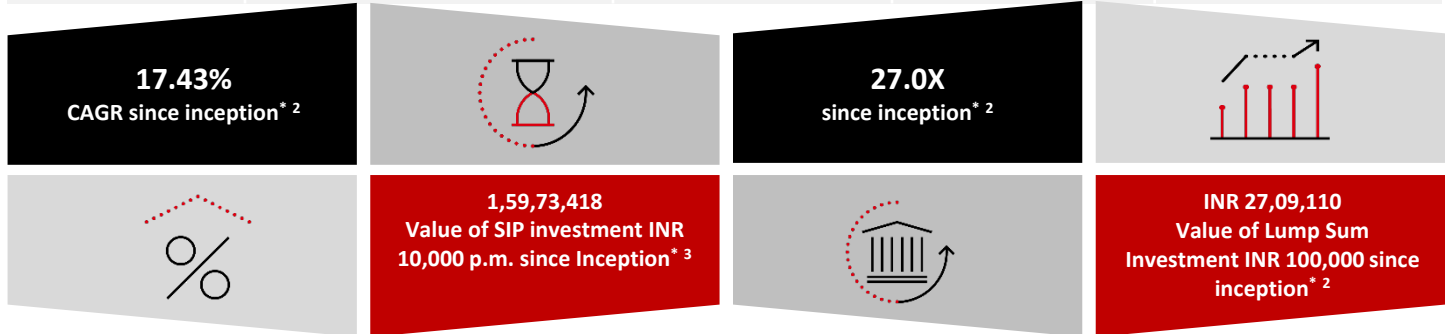 17.43%
CAGR since inception* 2
27.0X
since inception* 2
1,59,73,418
Value of SIP investment INR
10,000 p.m. since Inception* 3
INR 27,09,110
Value of Lump Sum
Investment INR 100,000 since
inception* 2